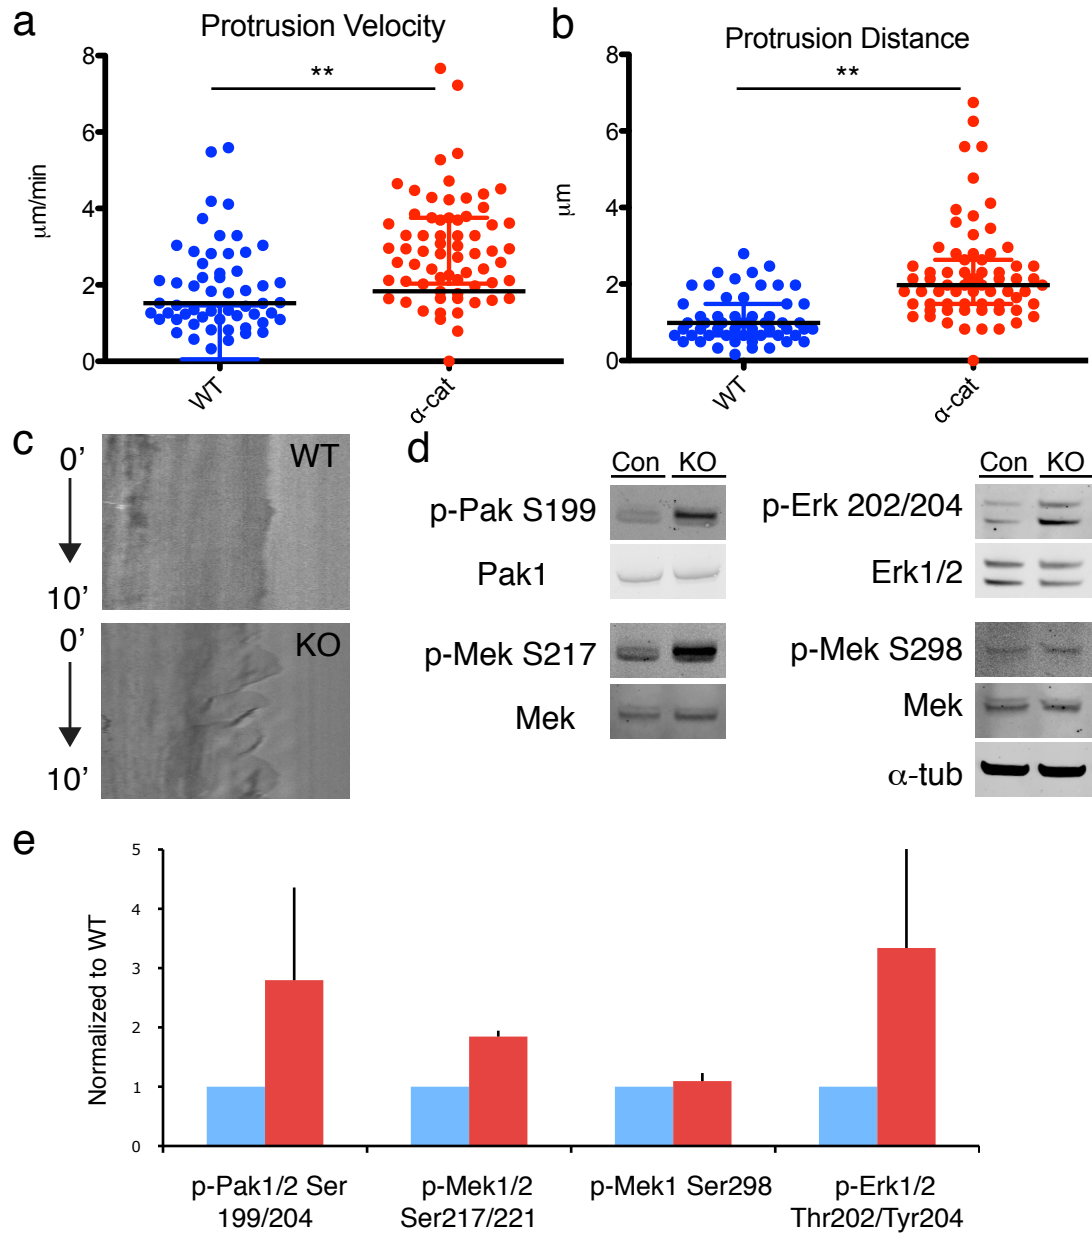 a
Protrusion Velocity
8
6
4
2
0
μm/min
**
WT
α-cat
b
Protrusion Distance
8
6
4
2
0
μm
**
WT
α-cat
c
0'
10'
WT
0'
10'
KO
d
Con KO
p-Pak S199
Pak1
p-Mek S217
Mek
Con KO
p-Erk 202/204
Erk1/2
p-Mek S298
Mek
α-tub
e
Normalized to WT
5
4
3
2
1
0
p-Pak1/2 Ser
199/204
p-Mek1/2
Ser217/221
p-Mek1 Ser298
p-Erk1/2
Thr202/Tyr204